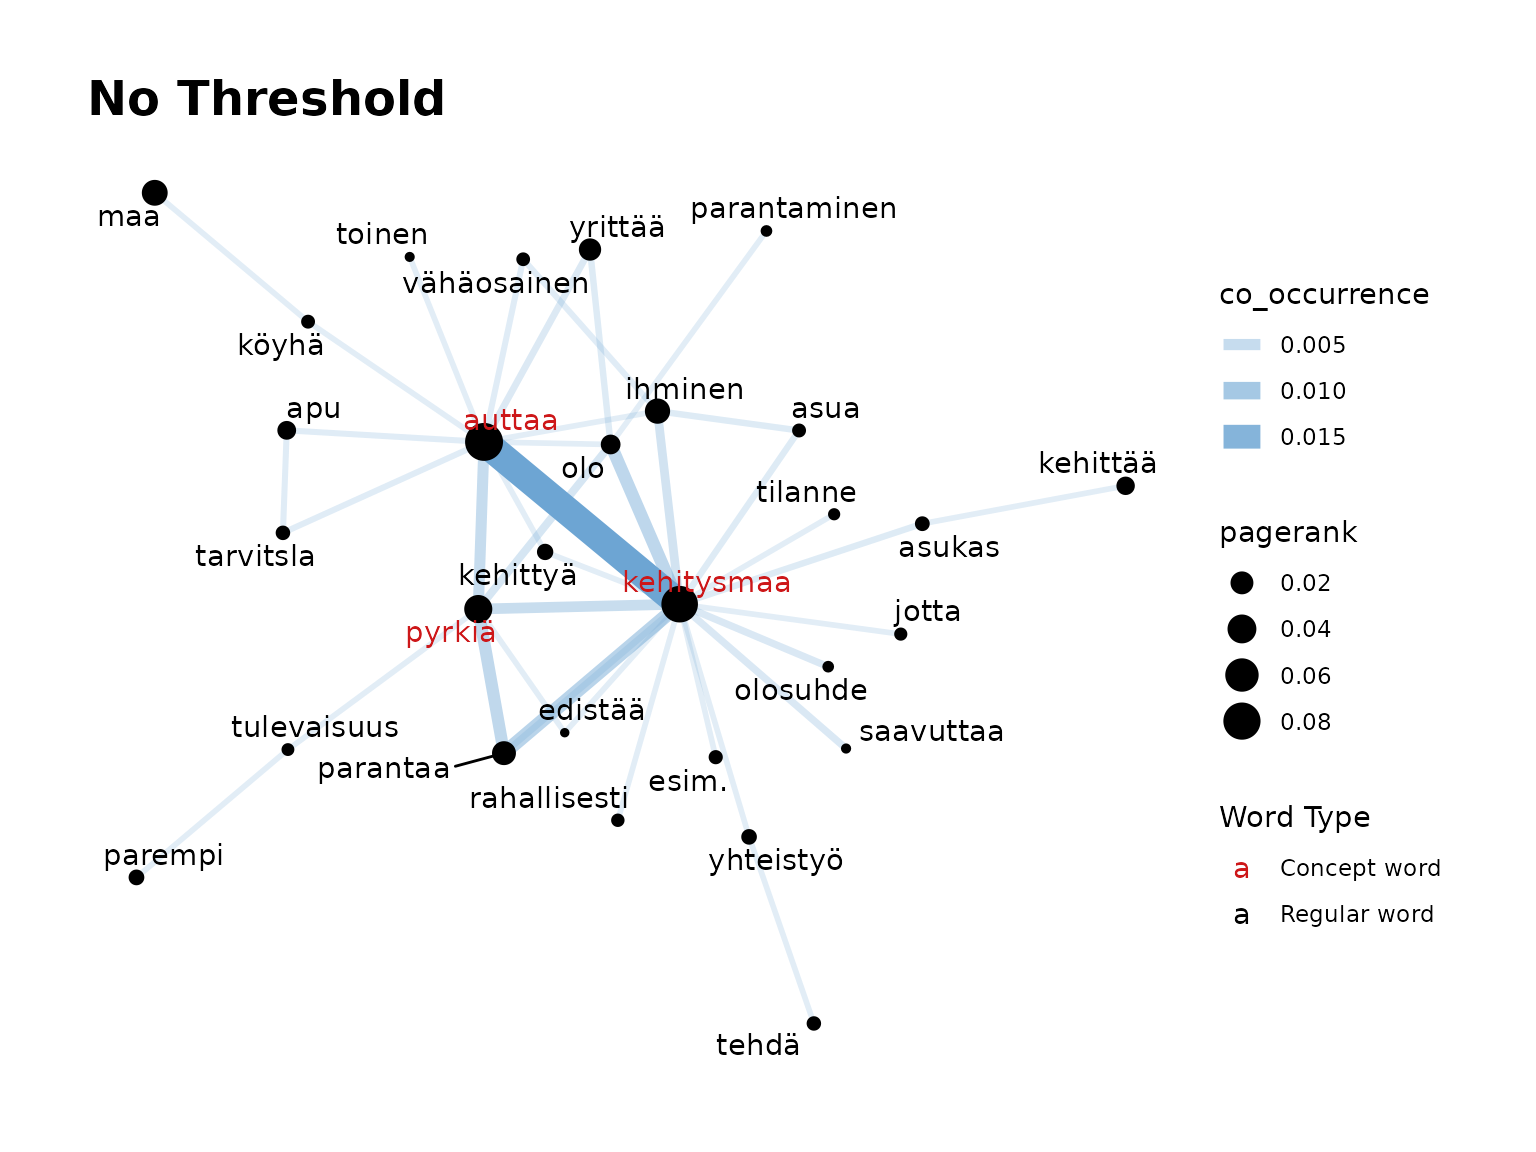 No Threshold
maa
toinen
yrittää
parantaminen
vähäosainen
köyhä
apu
auttaa
ihminen
asua
olo
kehittää
tilanne
tarvitsla
kehittyä
kehitysmaa
asukas
pyrkiä
jotta
olosuhde
edistää
tulevaisuus
saavuttaa
parantaa
esim.
rahallisesti
parempi
yhteistyö
tehdä
co_occurrence
0.005
0.010
0.015
pagerank
0.02
0.04
0.06
0.08
Word Type
a Concept word
a Regular word